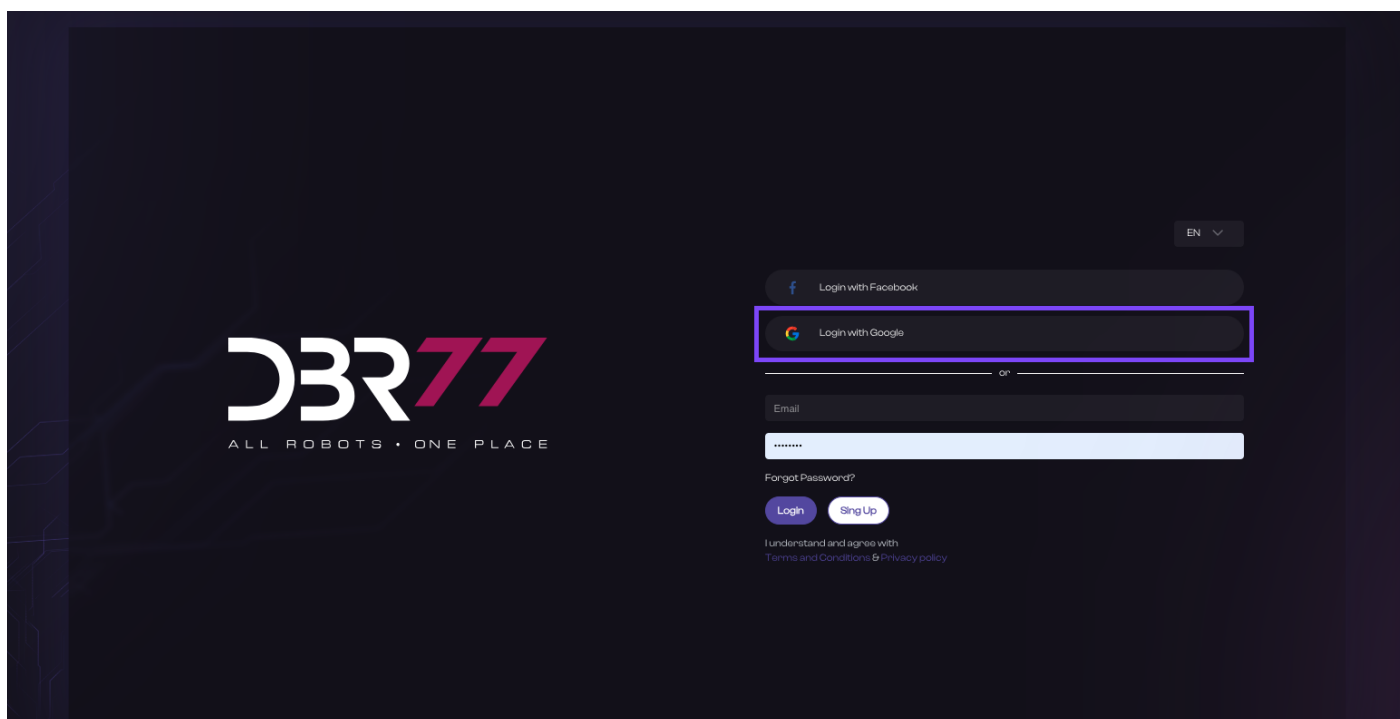 EN
Login with Facebook
Login with Google
or
DBR77
ALL ROBOTS • ONE PLACE
Email
••••••••
Forgot Password?
Login
Sing Up
I understand and agree with
Terms and Conditions & Privacy policy